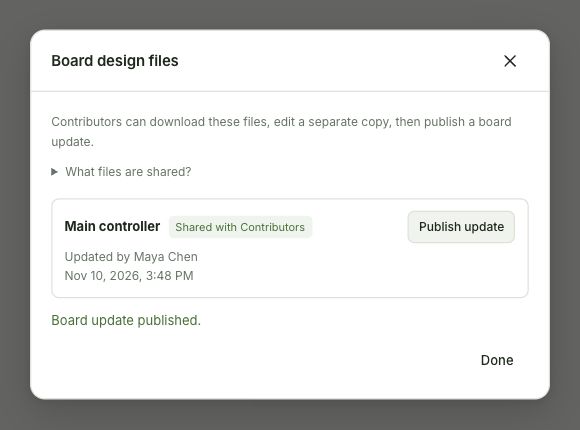 Board design files
Contributors can download these files, edit a separate copy, then publish a board
update.
What files are shared?
Main controller Shared with Contributors Publish update
Updated by Maya Chen
Nov 10, 2026, 3:48 PM
Board update published.
Done